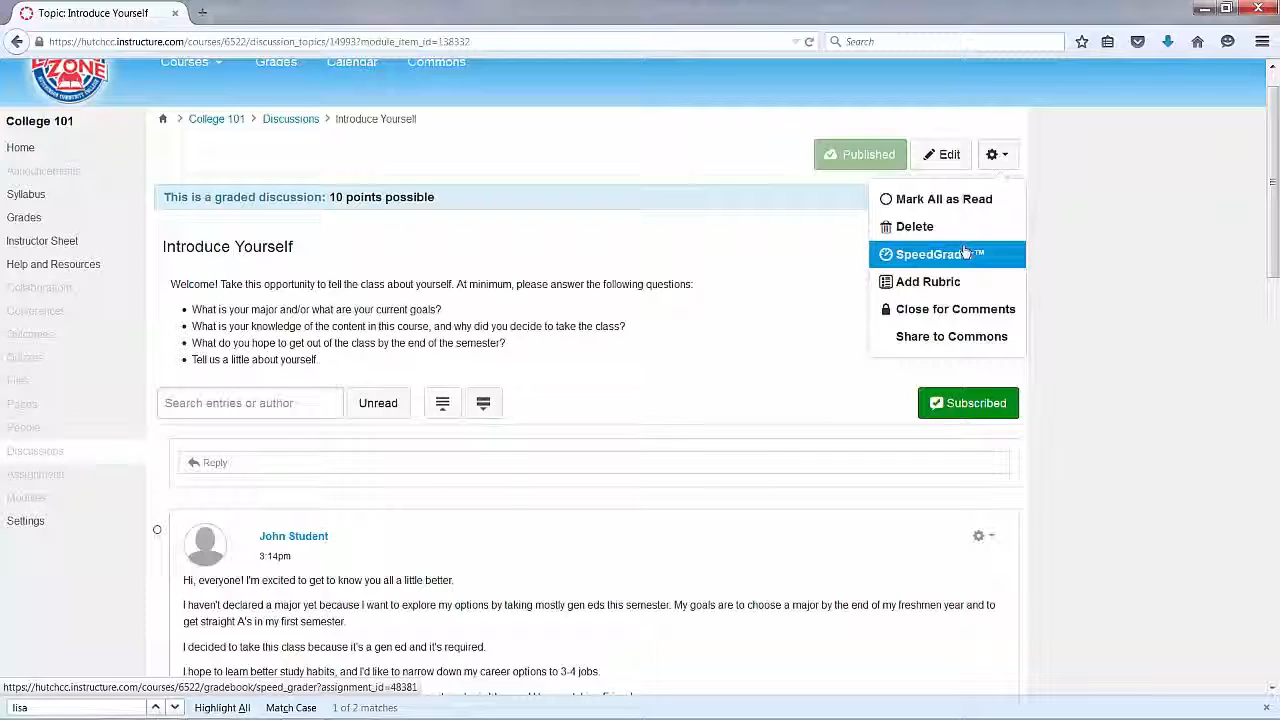 Topic: Introduce Yourself
https://hutchcc.instructure.com/courses/6522/discussion_topics/14993?module_item_id=138332
Search
ZONE
Courses
Grades
Calendar
Commons
College 101
Home
Announcements
Syllabus
Grades
Instructor Sheet
Help and Resources
Collaborations
Conferences
Outcomes
Quizzes
Files
Pages
People
Discussions
Assignments
Modules
Settings
College 101 > Discussions > Introduce Yourself
Published
Edit
This is a graded discussion: 10 points possible
Mark All as Read
Delete
SpeedGrader™
Add Rubric
Close for Comments
Share to Commons
Introduce Yourself
take this opportunity to tell the class about yourself. At minimum, please answer the following questions:
• What is your major and/or what are your current goals?
• What is your knowledge of the content in this course, and why did you decide to take the class?
• What do you hope to get out of the class by the end of the semester?
• Tell us a little about yourself.
Search entries or author
Unread
Subscribed
Reply
John Student
3:14pm
Hi, everyone! I'm excited to get to know you all a little better.
I haven't declared a major yet because I want to explore my options by taking mostly gen eds this semester. My goals are to choose a major by the end of my freshmen year and to
get straight A's in my first semester.
I decided to take this class because it's a gen ed and it's required.
I hope to learn better study habits, and I'd like to narrow down my career options to 3-4 jobs.
https://hutchcc.instructure.com/courses/6522/gradebook/speed_grader?assignment_id=48381
lisa
Highlight All
Match Case
1 of 2 matches